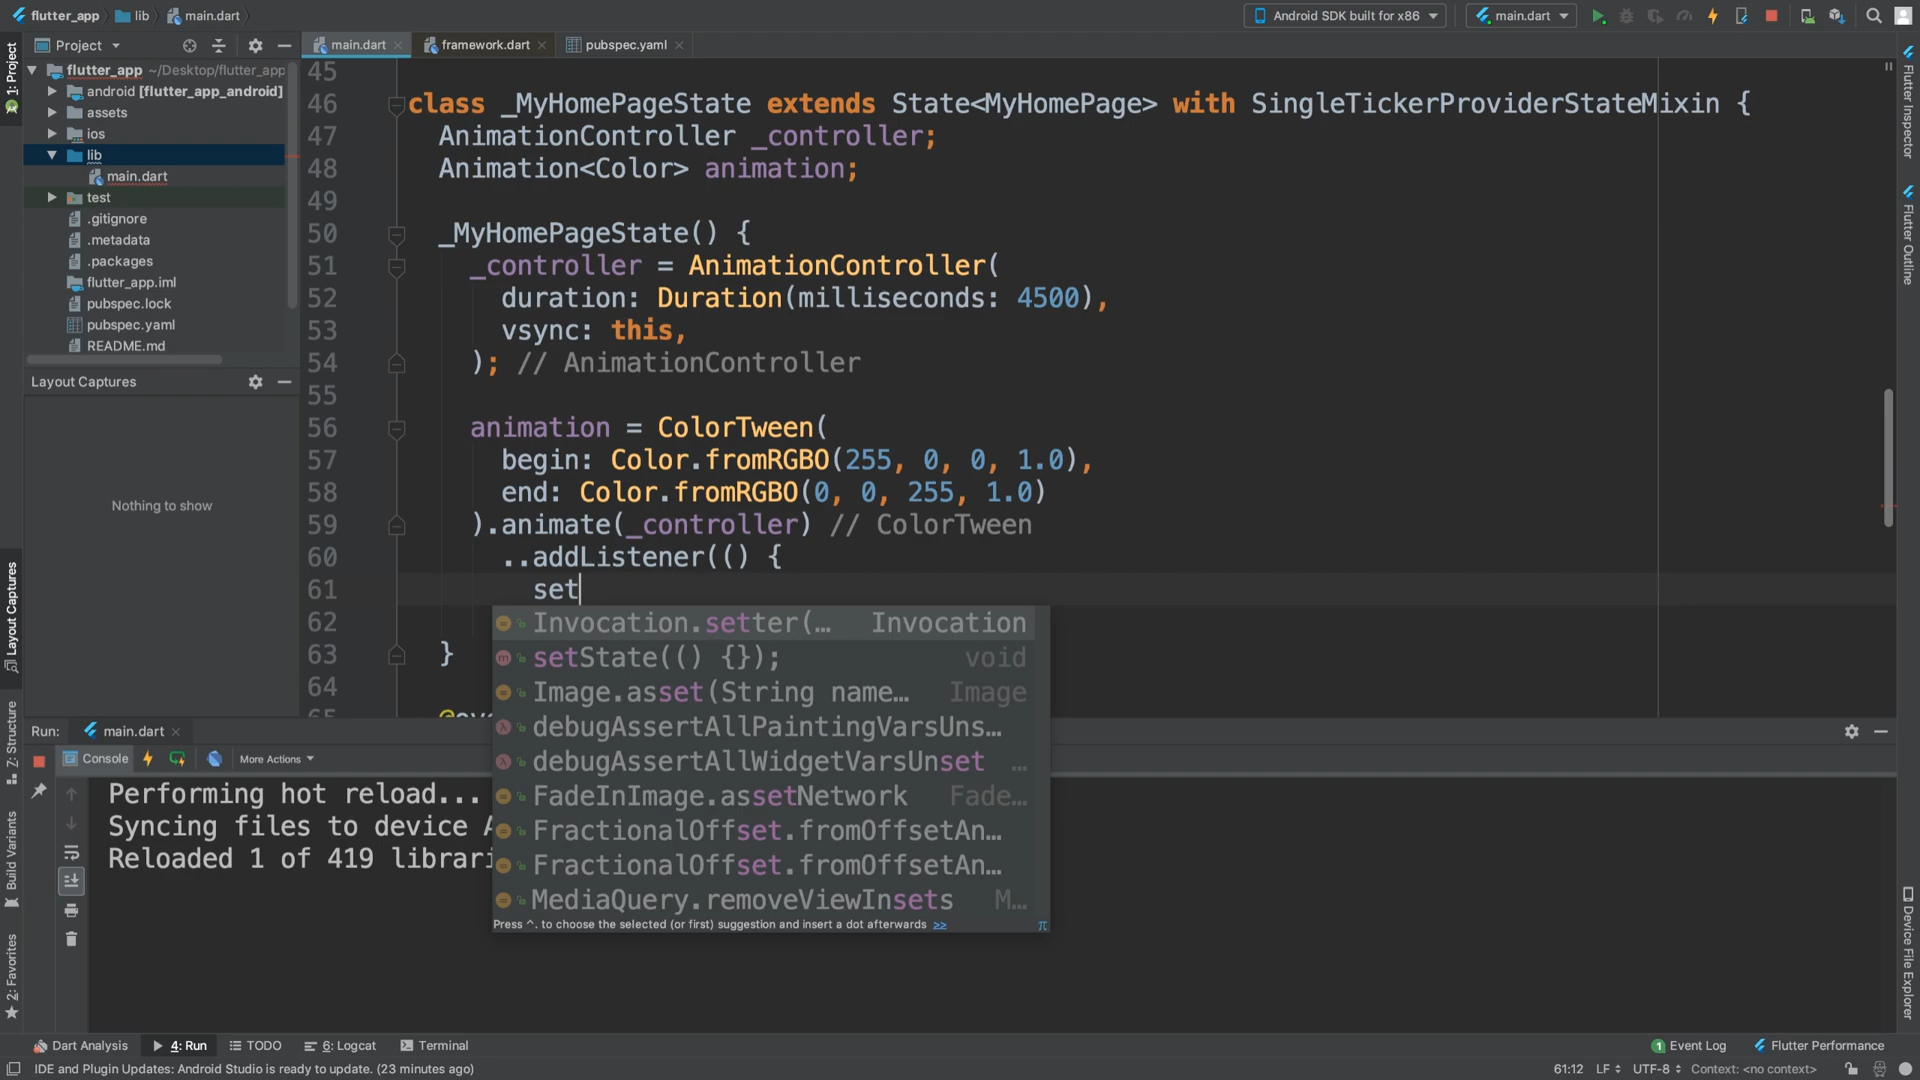 flutter_app lib main.dart Android SDK built for x86 main.dart
1: Project Project main.dart framework.dart pubspec.yaml
flutter_app ~/Desktop/flutter_app
android [flutter_app_android]
assets
ios
lib
main.dart
test
.gitignore
.metadata
.packages
flutter_app.iml
pubspec.lock
pubspec.yaml
README.md
Layout Captures
Nothing to show
Layout Captures
Z: Structure
Build Variants
2: Favorites
45
46 class _MyHomePageState extends State<MyHomePage> with SingleTickerProviderStateMixin {
47 AnimationController _controller;
48 Animation<Color> animation;
49
50 _MyHomePageState() {
51 _controller = AnimationController(
52 duration: Duration(milliseconds: 4500),
53 vsync: this,
54 ); // AnimationController
55
56 animation = ColorTween(
57 begin: Color.fromRGBO(255, 0, 0, 1.0),
58 end: Color.fromRGBO(0, 0, 255, 1.0)
59 ).animate(_controller) // ColorTween
60 ..addListener(() {
61 set
62
63 }
64
65
Invocation.setter(… Invocation
setState(() {}); void
Image.asset(String name… Image
debugAssertAllPaintingVarsUns…
debugAssertAllWidgetVarsUnset …
FadeInImage.assetNetwork Fade…
FractionalOffset.fromOffsetAn…
FractionalOffset.fromOffsetAn…
MediaQuery.removeViewInsets M…
Press ^. to choose the selected (or first) suggestion and insert a dot afterwards >> π
Run: main.dart
Console More Actions
Performing hot reload...
Syncing files to device A
Reloaded 1 of 419 librari
Flutter Inspector
Flutter Outline
Device File Explorer
Dart Analysis 4: Run TODO 6: Logcat Terminal 1 Event Log Flutter Performance
IDE and Plugin Updates: Android Studio is ready to update. (23 minutes ago) 61:12 LF UTF-8 Context: <no context>